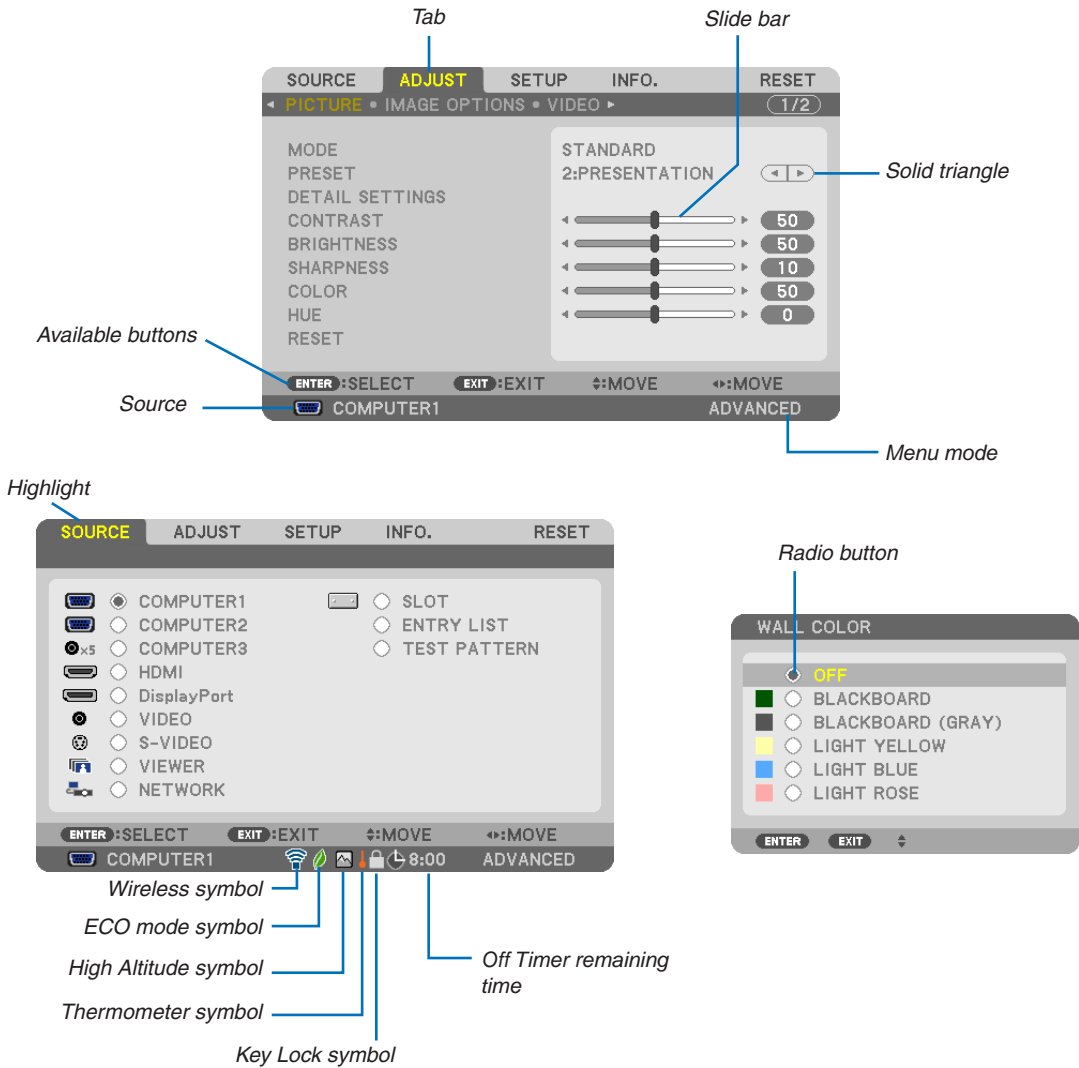 Tab
Slide bar
SOURCE ADJUST SETUP INFO. RESET
PICTURE • IMAGE OPTIONS • VIDEO 1/2
MODE STANDARD
PRESET 2:PRESENTATION
Solid triangle
DETAIL SETTINGS
CONTRAST 50
BRIGHTNESS 50
SHARPNESS 10
COLOR 50
HUE 0
RESET
Available buttons
ENTER:SELECT EXIT:EXIT :MOVE :MOVE
Source
COMPUTER1 ADVANCED
Menu mode
Highlight
SOURCE ADJUST SETUP INFO. RESET
COMPUTER1 SLOT
COMPUTER2 ENTRY LIST
×5 COMPUTER3 TEST PATTERN
HDMI
DisplayPort
VIDEO
S-VIDEO
VIEWER
NETWORK
ENTER:SELECT EXIT:EXIT :MOVE :MOVE
COMPUTER1 8:00 ADVANCED
Wireless symbol
ECO mode symbol
High Altitude symbol
Thermometer symbol
Key Lock symbol
Off Timer remaining
time
Radio button
WALL COLOR
OFF
BLACKBOARD
BLACKBOARD (GRAY)
LIGHT YELLOW
LIGHT BLUE
LIGHT ROSE
ENTER EXIT